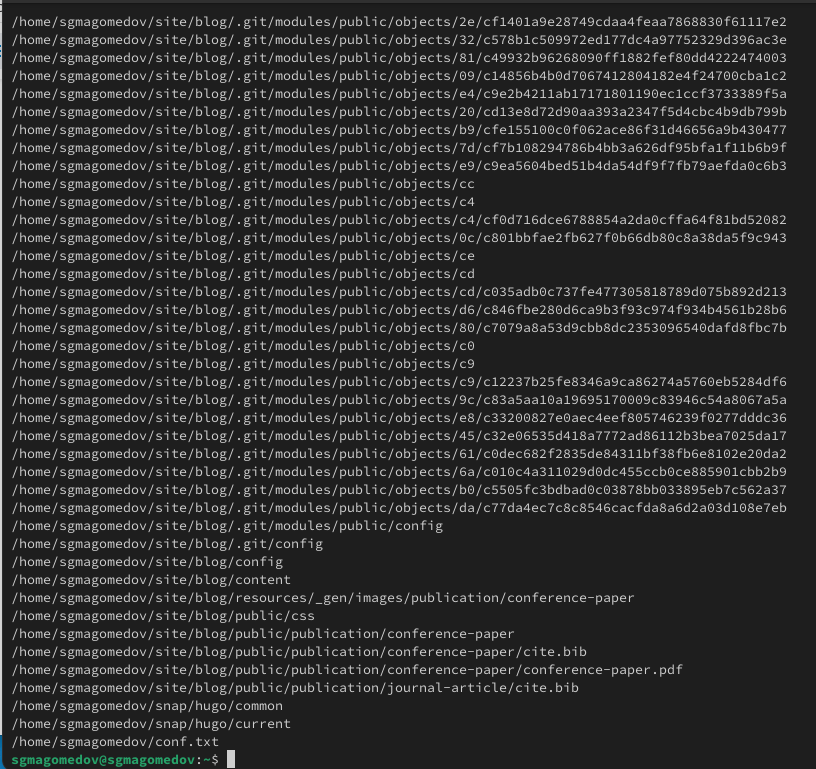 /home/sgmagomedov/site/blog/.git/modules/public/objects/2e/cf1401a9e28749cdaa4feaa7868830f61117e2
/home/sgmagomedov/site/blog/.git/modules/public/objects/32/c578b1c509972ed177dc4a97752329d396ac3e
/home/sgmagomedov/site/blog/.git/modules/public/objects/81/c49932b96268090ff1882fef80dd4222474003
/home/sgmagomedov/site/blog/.git/modules/public/objects/09/c14856b4b0d7067412804182e4f24700cba1c2
/home/sgmagomedov/site/blog/.git/modules/public/objects/e4/c9e2b4211ab17171801190ec1ccf3733389f5a
/home/sgmagomedov/site/blog/.git/modules/public/objects/20/cd13e8d72d90aa393a2347f5d4cbc4b9db799b
/home/sgmagomedov/site/blog/.git/modules/public/objects/b9/cfe155100c0f062ace86f31d46656a9b430477
/home/sgmagomedov/site/blog/.git/modules/public/objects/7d/cf7b108294786b4bb3a626df95bfa1f11b6b9f
/home/sgmagomedov/site/blog/.git/modules/public/objects/e9/c9ea5604bed51b4da54df9f7fb79aefda0c6b3
/home/sgmagomedov/site/blog/.git/modules/public/objects/cc
/home/sgmagomedov/site/blog/.git/modules/public/objects/c4
/home/sgmagomedov/site/blog/.git/modules/public/objects/c4/cf0d716dce6788854a2da0cffa64f81bd52082
/home/sgmagomedov/site/blog/.git/modules/public/objects/0c/c801bbfae2fb627f0b66db80c8a38da5f9c943
/home/sgmagomedov/site/blog/.git/modules/public/objects/ce
/home/sgmagomedov/site/blog/.git/modules/public/objects/cd
/home/sgmagomedov/site/blog/.git/modules/public/objects/cd/c035adb0c737fe477305818789d075b892d213
/home/sgmagomedov/site/blog/.git/modules/public/objects/d6/c846fbe280d6ca9b3f93c974f934b4561b28b6
/home/sgmagomedov/site/blog/.git/modules/public/objects/80/c7079a8a53d9cbb8dc2353096540dafd8fbc7b
/home/sgmagomedov/site/blog/.git/modules/public/objects/c0
/home/sgmagomedov/site/blog/.git/modules/public/objects/c9
/home/sgmagomedov/site/blog/.git/modules/public/objects/c9/c12237b25fe8346a9ca86274a5760eb5284df6
/home/sgmagomedov/site/blog/.git/modules/public/objects/9c/c83a5aa10a19695170009c83946c54a8067a5a
/home/sgmagomedov/site/blog/.git/modules/public/objects/e8/c33200827e0aec4eef805746239f0277dddc36
/home/sgmagomedov/site/blog/.git/modules/public/objects/45/c32e06535d418a7772ad86112b3bea7025da17
/home/sgmagomedov/site/blog/.git/modules/public/objects/61/c0dec682f2835de84311bf38fb6e8102e20da2
/home/sgmagomedov/site/blog/.git/modules/public/objects/6a/c010c4a311029d0dc455ccb0ce885901cbb2b9
/home/sgmagomedov/site/blog/.git/modules/public/objects/b0/c5505fc3bdbad0c03878bb033895eb7c562a37
/home/sgmagomedov/site/blog/.git/modules/public/objects/da/c77da4ec7c8c8546cacfda8a6d2a03d108e7eb
/home/sgmagomedov/site/blog/.git/modules/public/config
/home/sgmagomedov/site/blog/.git/config
/home/sgmagomedov/site/blog/config
/home/sgmagomedov/site/blog/content
/home/sgmagomedov/site/blog/resources/_gen/images/publication/conference-paper
/home/sgmagomedov/site/blog/public/css
/home/sgmagomedov/site/blog/public/publication/conference-paper
/home/sgmagomedov/site/blog/public/publication/conference-paper/cite.bib
/home/sgmagomedov/site/blog/public/publication/conference-paper/conference-paper.pdf
/home/sgmagomedov/site/blog/public/publication/journal-article/cite.bib
/home/sgmagomedov/snap/hugo/common
/home/sgmagomedov/snap/hugo/current
/home/sgmagomedov/conf.txt
sgmagomedov@sgmagomedov:~$